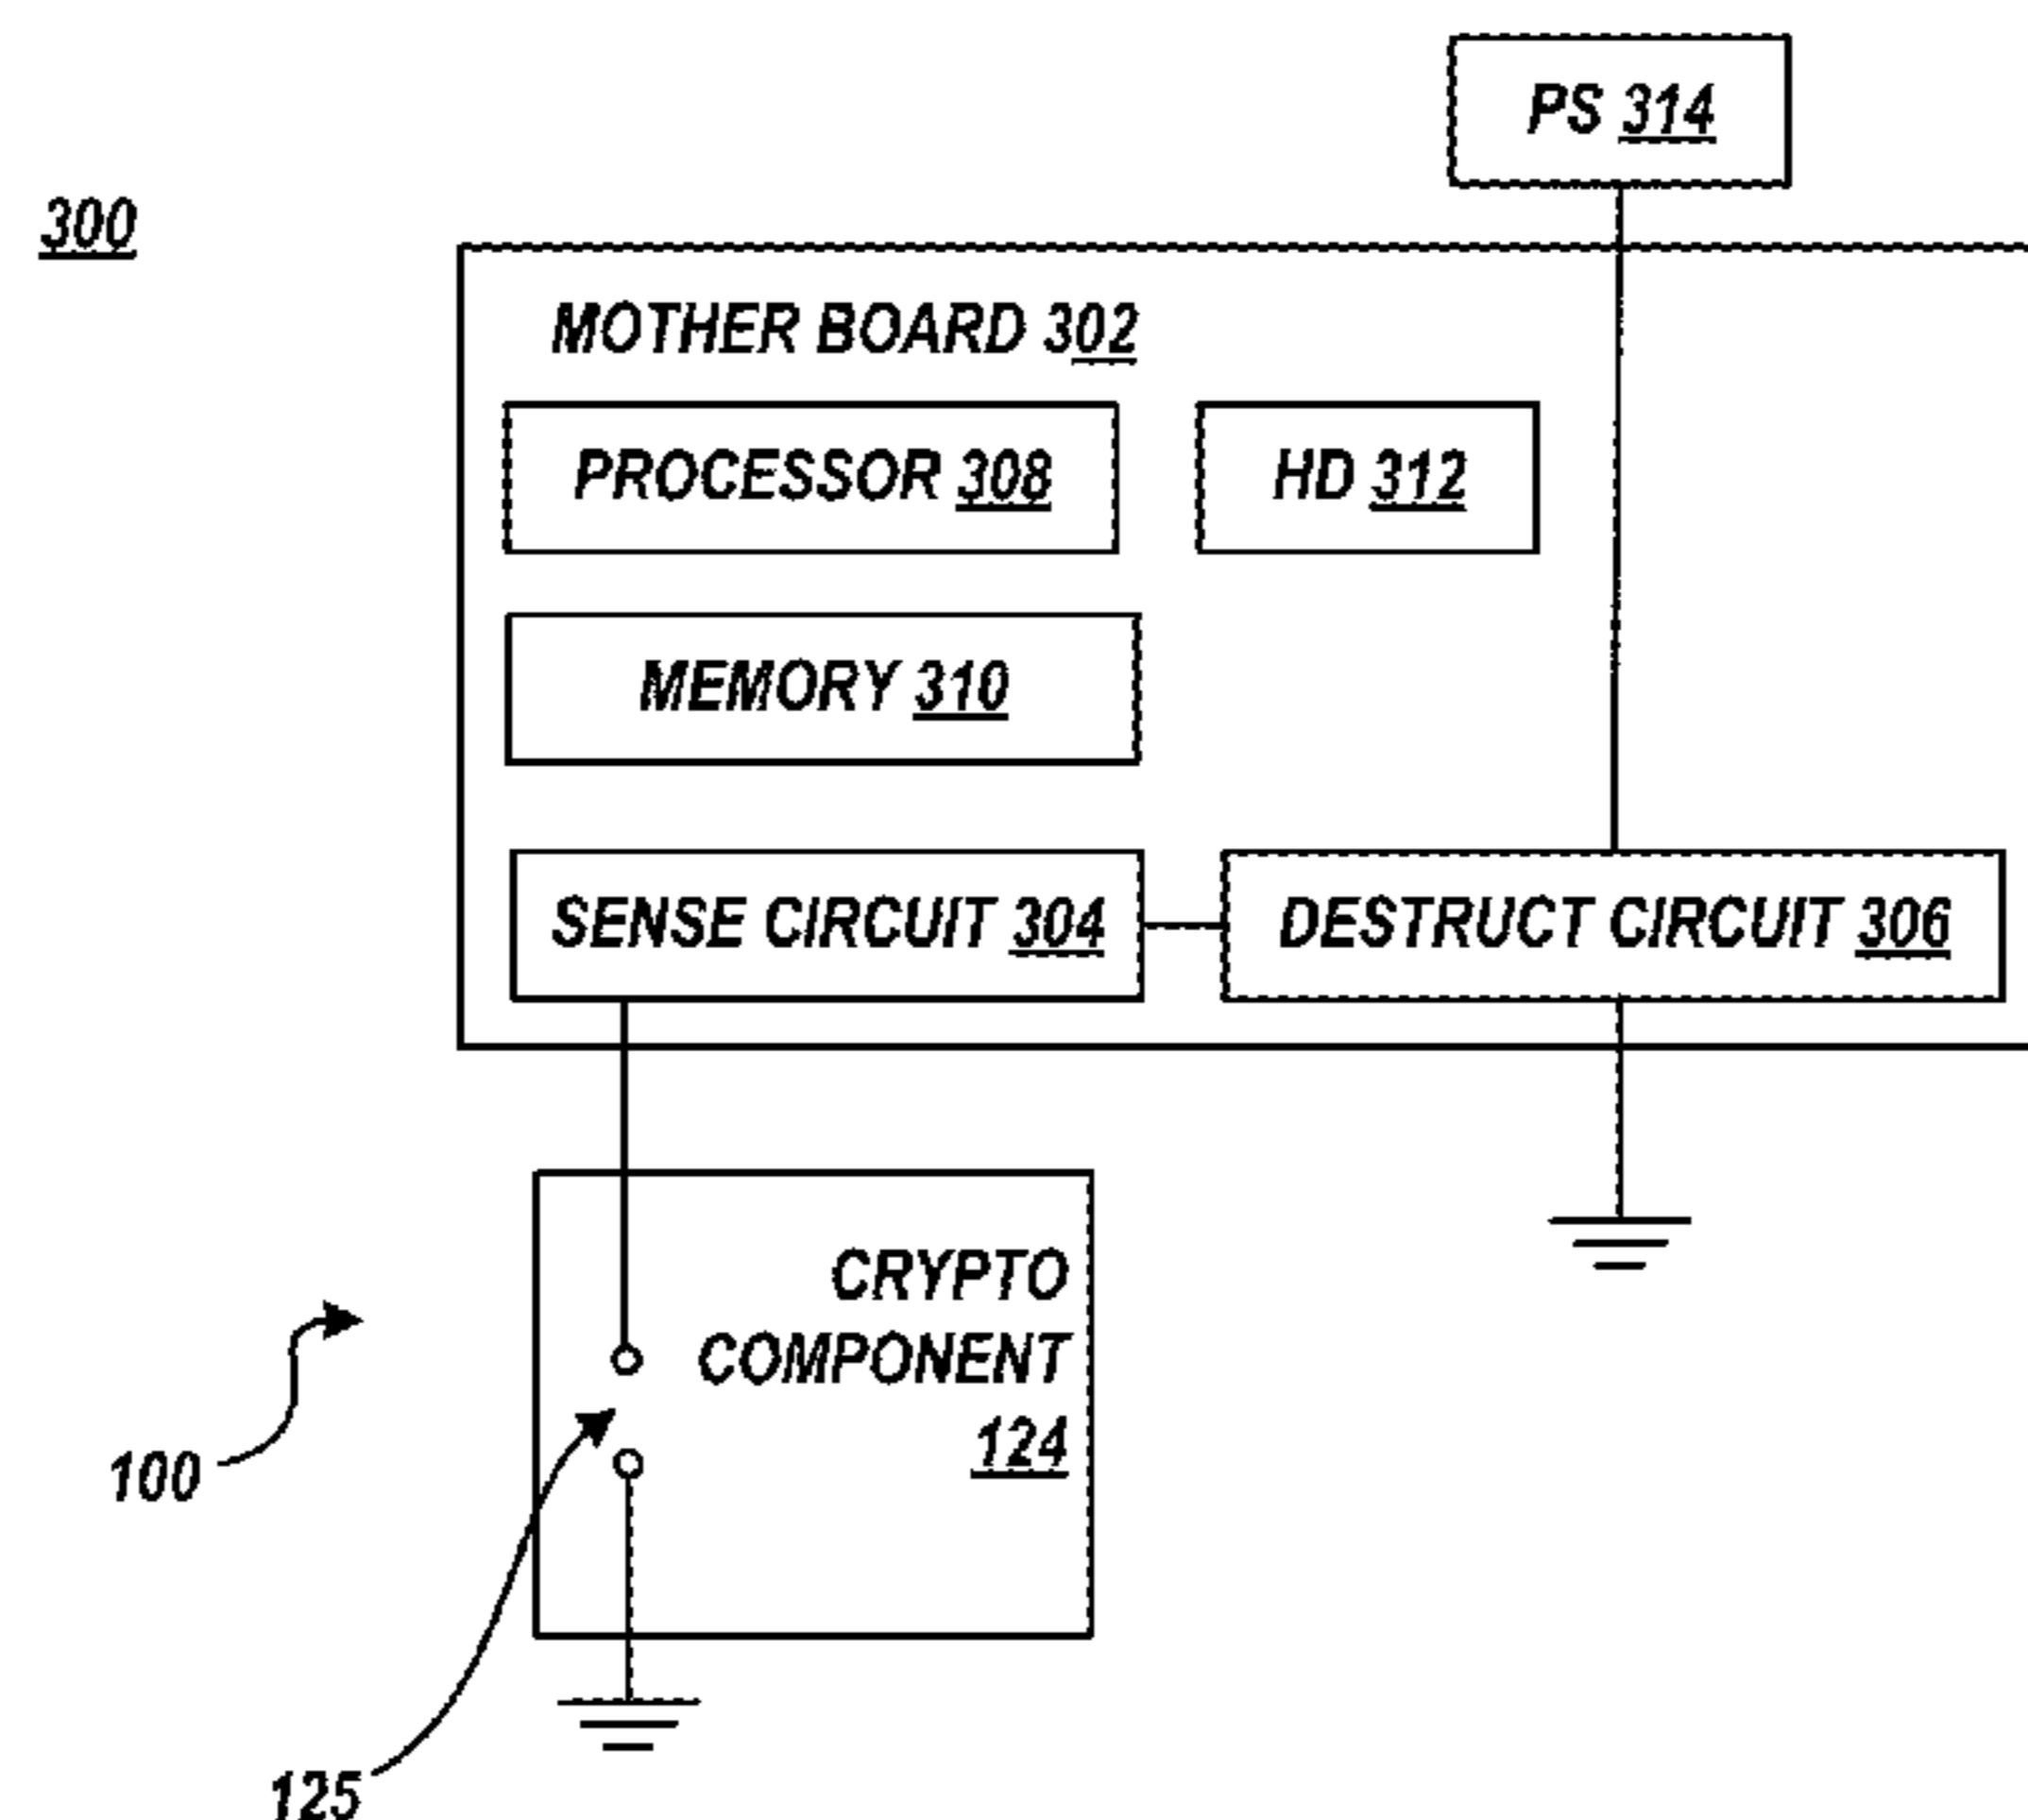 PS 314
300
MOTHER BOARD 302
PROCESSOR 308
HD 312
MEMORY 310
SENSE CIRCUIT 304
DESTRUCT CIRCUIT 306
CRYPTO
COMPONENT
124
100
125